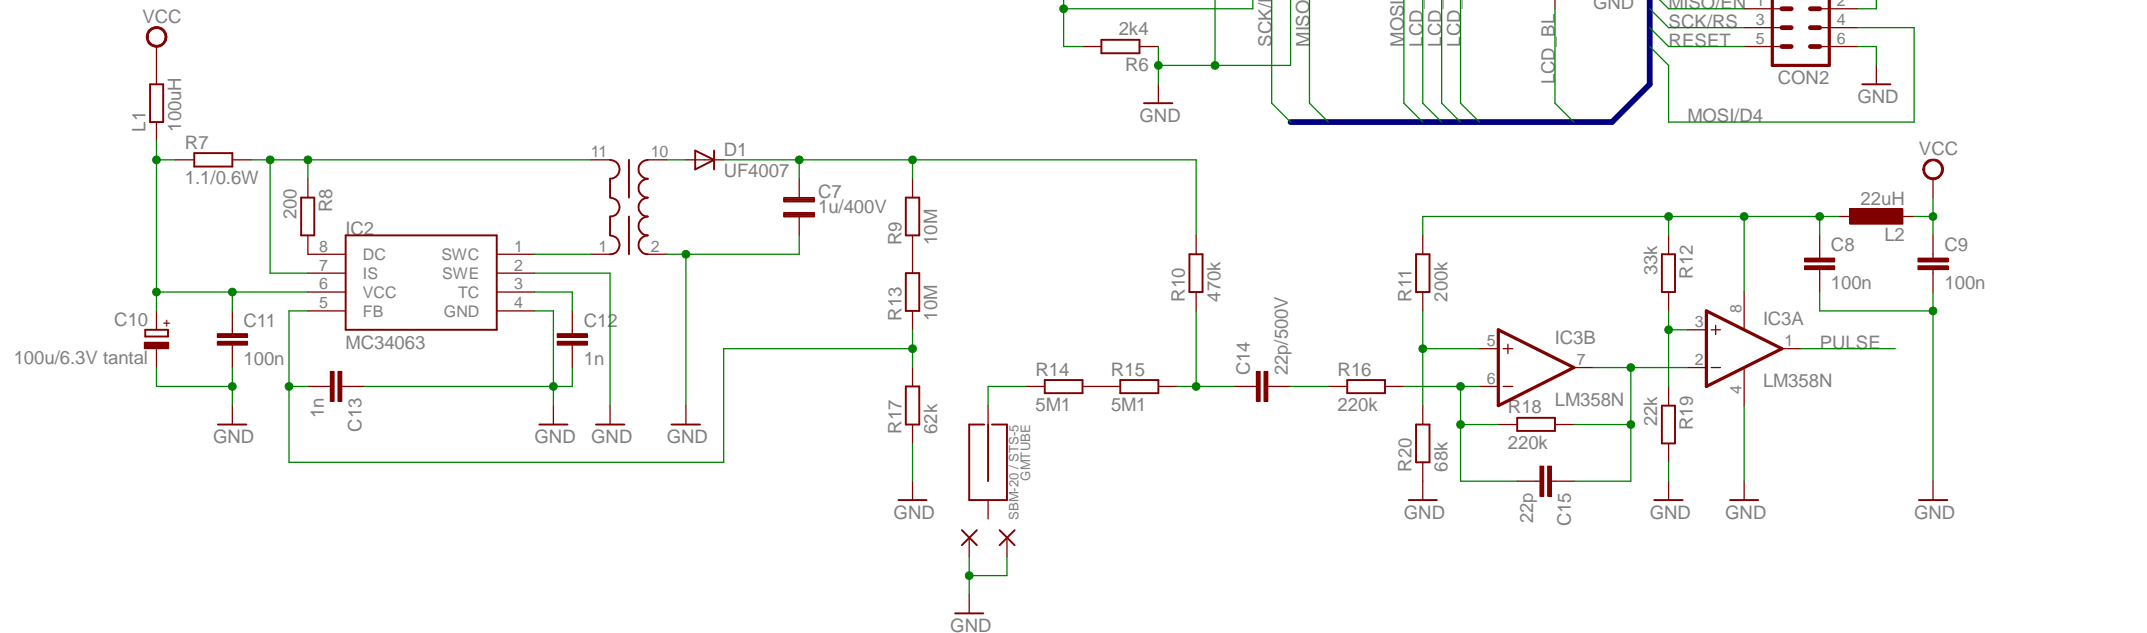 VCC
L1
100uH
R7
1.1/0.6W
200
R8
IC2
8
7
6
5
DC
IS
VCC
FB
SWC
SWE
TC
GND
1
2
3
4
MC34063
C10
+
100u/6.3V tantal
C11
100n
GND
1n
C13
C12
1n
GND
GND
GND
11
1
10
2
D1
UF4007
C7
1u/400V
R9
10M
R13
10M
R17
62k
GND
R10
470k
R14
5M1
R15
5M1
SBM-20 / STS-5
GMTUBE
GND
C14
22p/500V
R16
220k
R11
200k
R20
68k
GND
5
6
+
−
7
IC3B
LM358N
R18
220k
22p
C15
33k
R12
22k
R19
GND
3
2
+
−
8
4
1
IC3A
LM358N
PULSE
GND
VCC
22uH
L2
C8
100n
C9
100n
GND
2k4
R6
GND
MISO
MOSI
LCD
LCD
LCD
LCD_BL
GND
MISO/EN
SCK/RS
RESET
1
3
5
2
4
6
CON2
GND
MOSI/D4